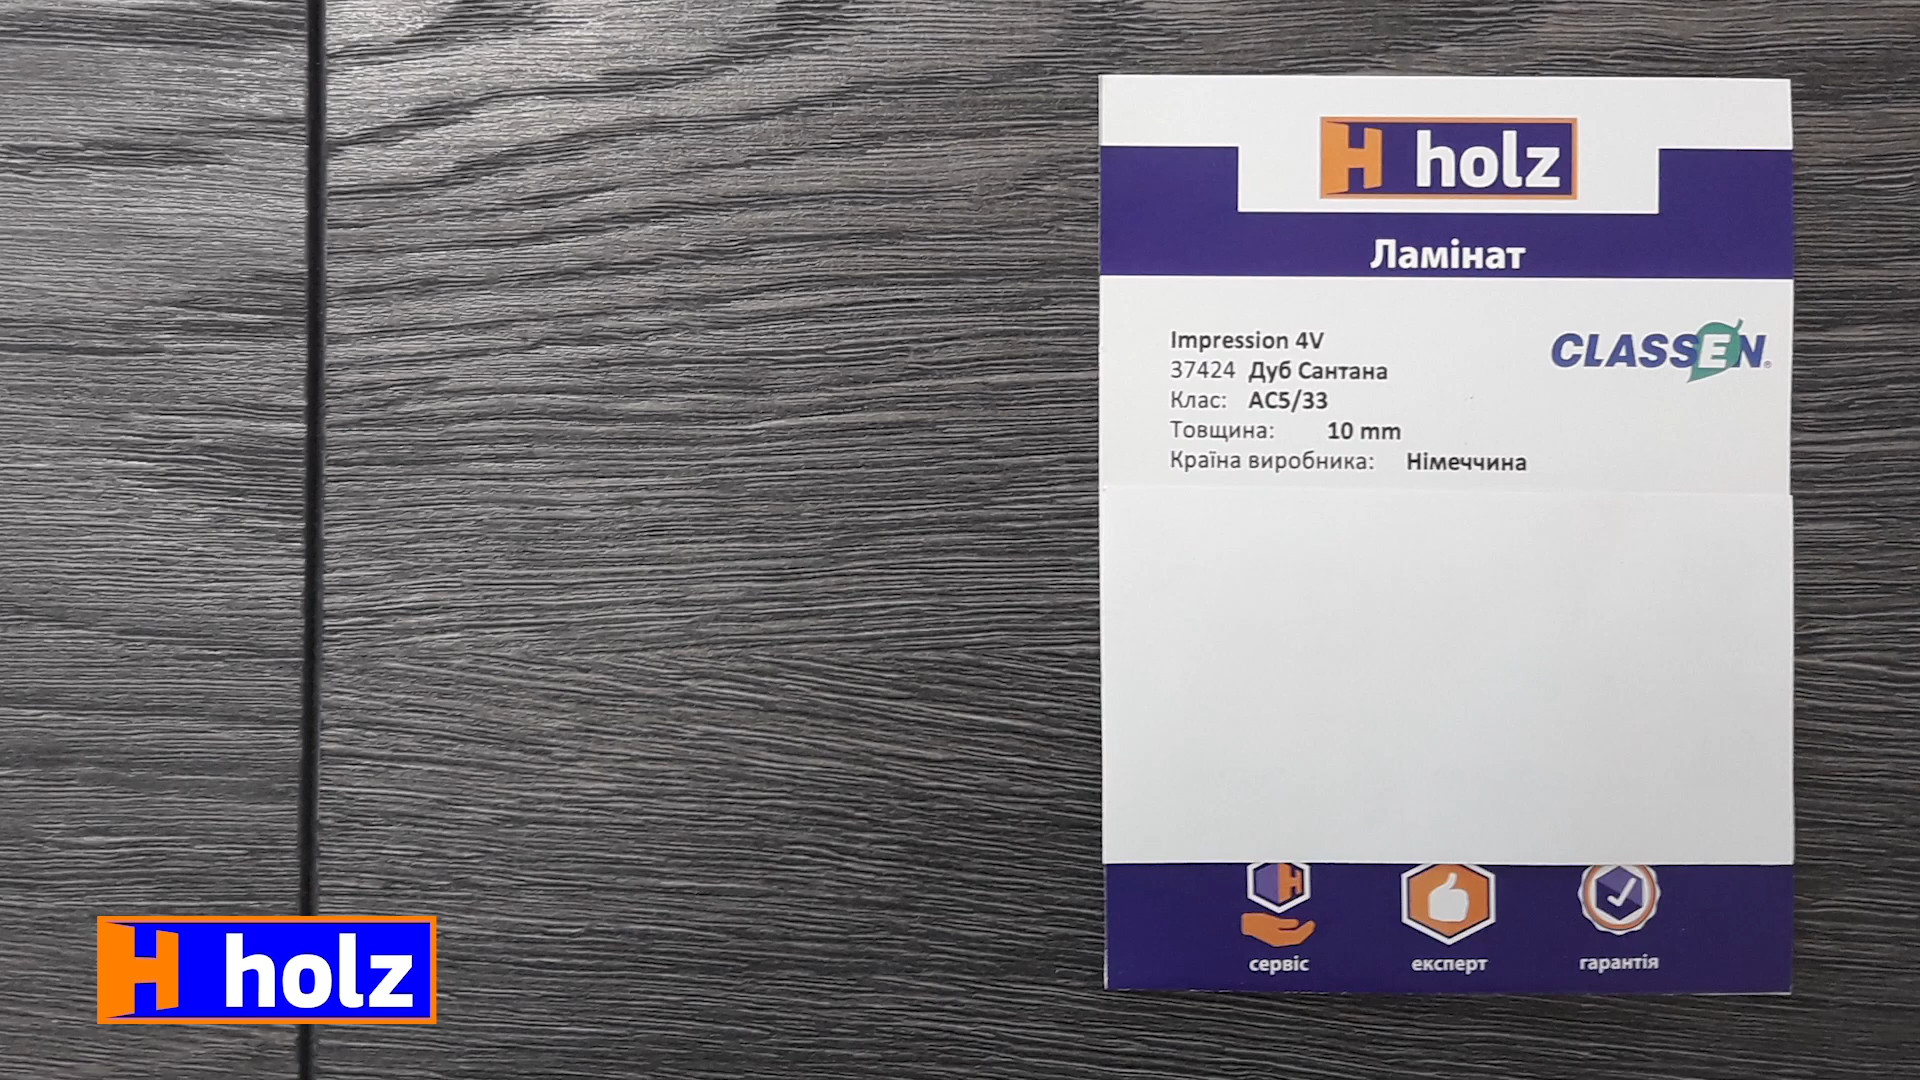 H holz
Ламінат
CLASSEN
Impression 4V
37424 Дуб Сантана
Клас: AC5/33
Товщина: 10 mm
Країна виробника: Німеччина
сервіс
експерт
гарантія
H holz